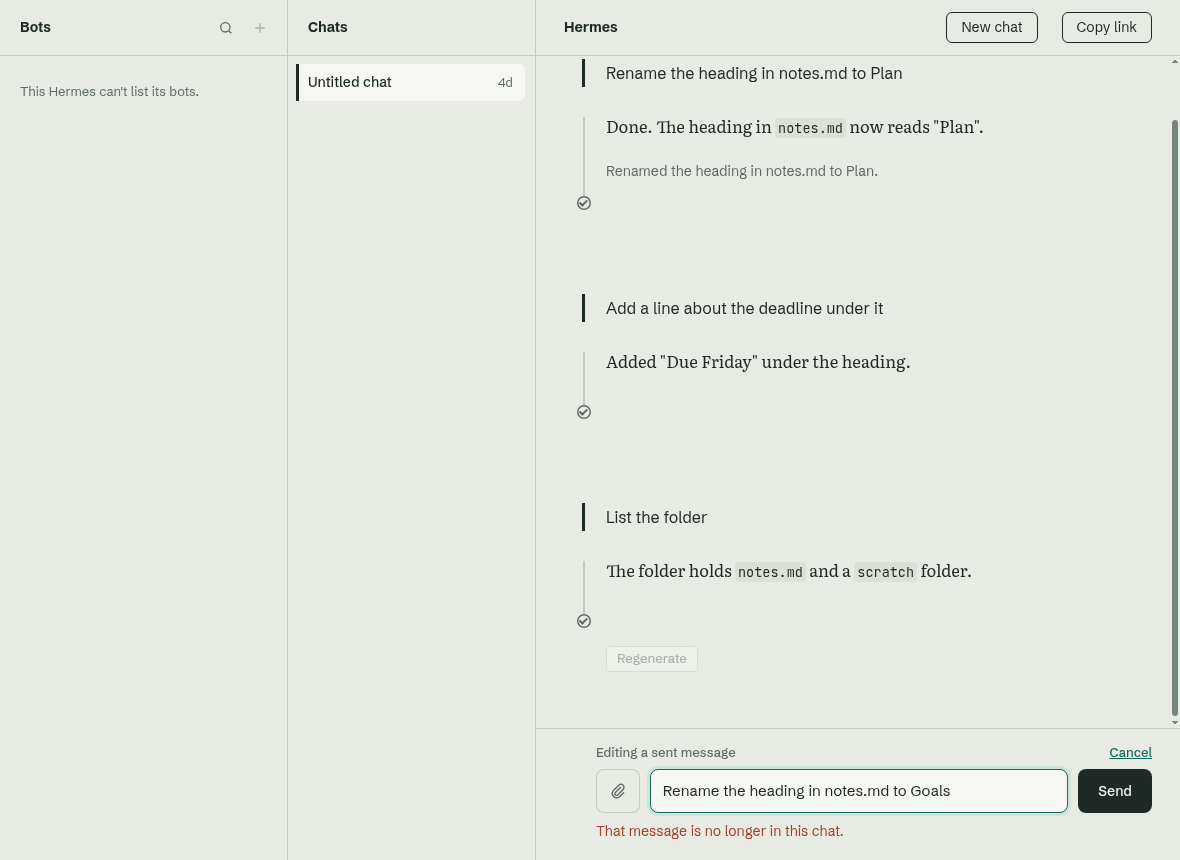 Bots
Chats
Hermes
New chat
Copy link
This Hermes can't list its bots.
Untitled chat
4d
Rename the heading in notes.md to Plan
Done. The heading in notes.md now reads "Plan".
Renamed the heading in notes.md to Plan.
Add a line about the deadline under it
Added "Due Friday" under the heading.
List the folder
The folder holds notes.md and a scratch folder.
Regenerate
Editing a sent message
Cancel
Rename the heading in notes.md to Goals
Send
That message is no longer in this chat.